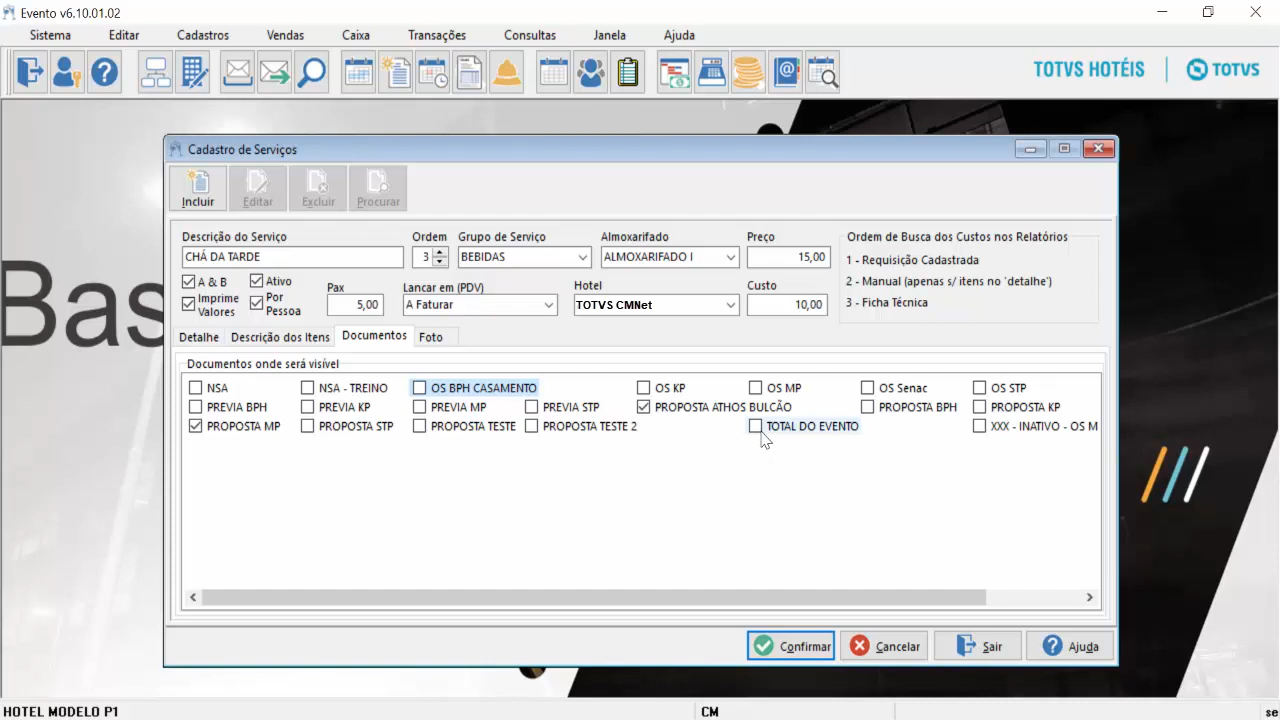 Evento v6.10.01.02
Sistema Editar Cadastros Vendas Caixa Transações Consultas Janela Ajuda
TOTVS HOTÉIS TOTVS
Bas
Cadastro de Serviços
Incluir Editar Excluir Procurar
Descrição do Serviço Ordem Grupo de Serviço Almoxarifado Preço Ordem de Busca dos Custos nos Relatórios
CHÁ DA TARDE 3 BEBIDAS ALMOXARIFADO I 15,00 1 - Requisição Cadastrada
A & B Ativo Pax Lancar em (PDV) Hotel Custo 2 - Manual (apenas s/ itens no 'detalhe')
Imprime Valores Por Pessoa 5,00 A Faturar TOTVS CMNet 10,00 3 - Ficha Técnica
Detalhe Descrição dos Itens Documentos Foto
Documentos onde será visível
NSA NSA - TREINO OS BPH CASAMENTO OS KP OS MP OS Senac OS STP
PREVIA BPH PREVIA KP PREVIA MP PREVIA STP PROPOSTA ATHOS BULCÃO PROPOSTA BPH PROPOSTA KP
PROPOSTA MP PROPOSTA STP PROPOSTA TESTE PROPOSTA TESTE 2 TOTAL DO EVENTO XXX - INATIVO - OS M
Confirmar Cancelar Sair Ajuda
HOTEL MODELO P1 CM se